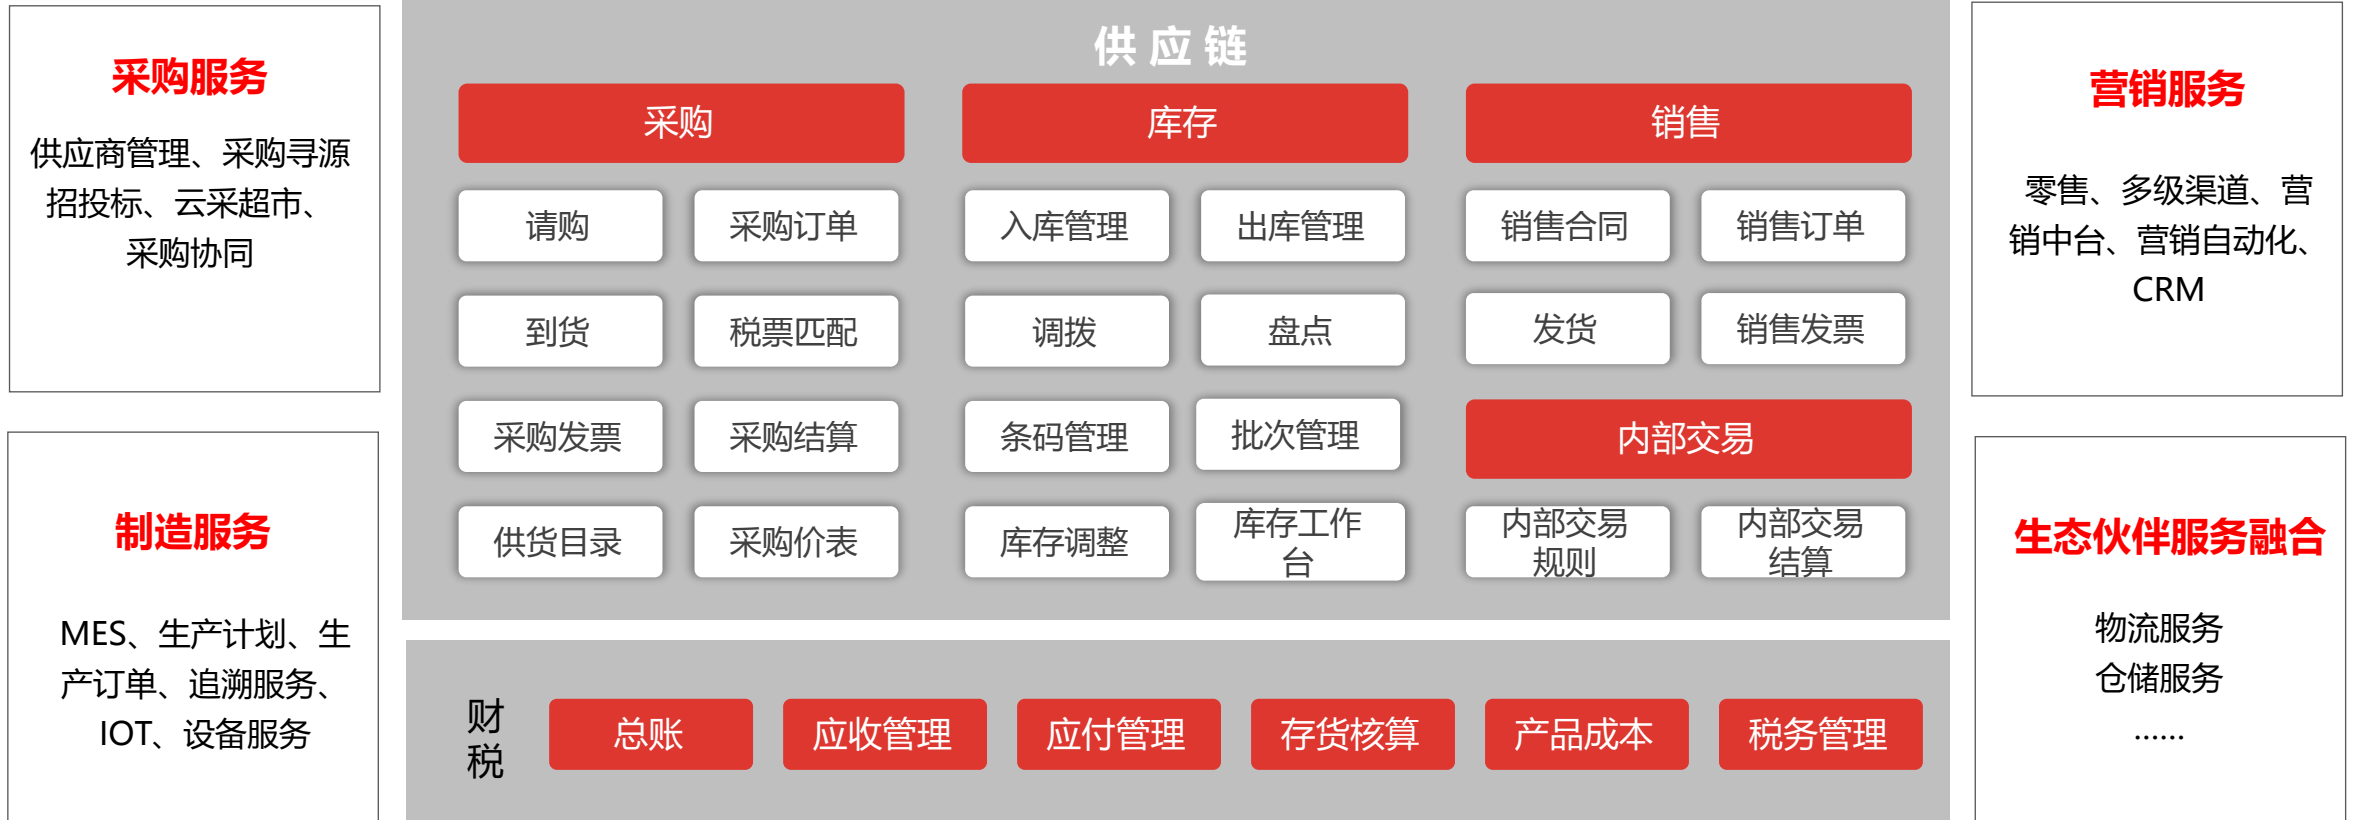 采购服务
供应商管理、采购寻源
招投标、云采超市、
采购协同
制造服务
MES、生产计划、生
产订单、追溯服务、
IOT、设备服务
供应链
采购
请购
采购订单
到货
税票匹配
采购发票
采购结算
供货目录
采购价表
库存
入库管理
出库管理
调拨
盘点
条码管理
批次管理
库存调整
库存工作
台
销售
销售合同
销售订单
发货
销售发票
内部交易
内部交易
规则
内部交易
结算
财
税
总账
应收管理
应付管理
存货核算
产品成本
税务管理
营销服务
零售、多级渠道、营
销中台、营销自动化、
CRM
生态伙伴服务融合
物流服务
仓储服务
......